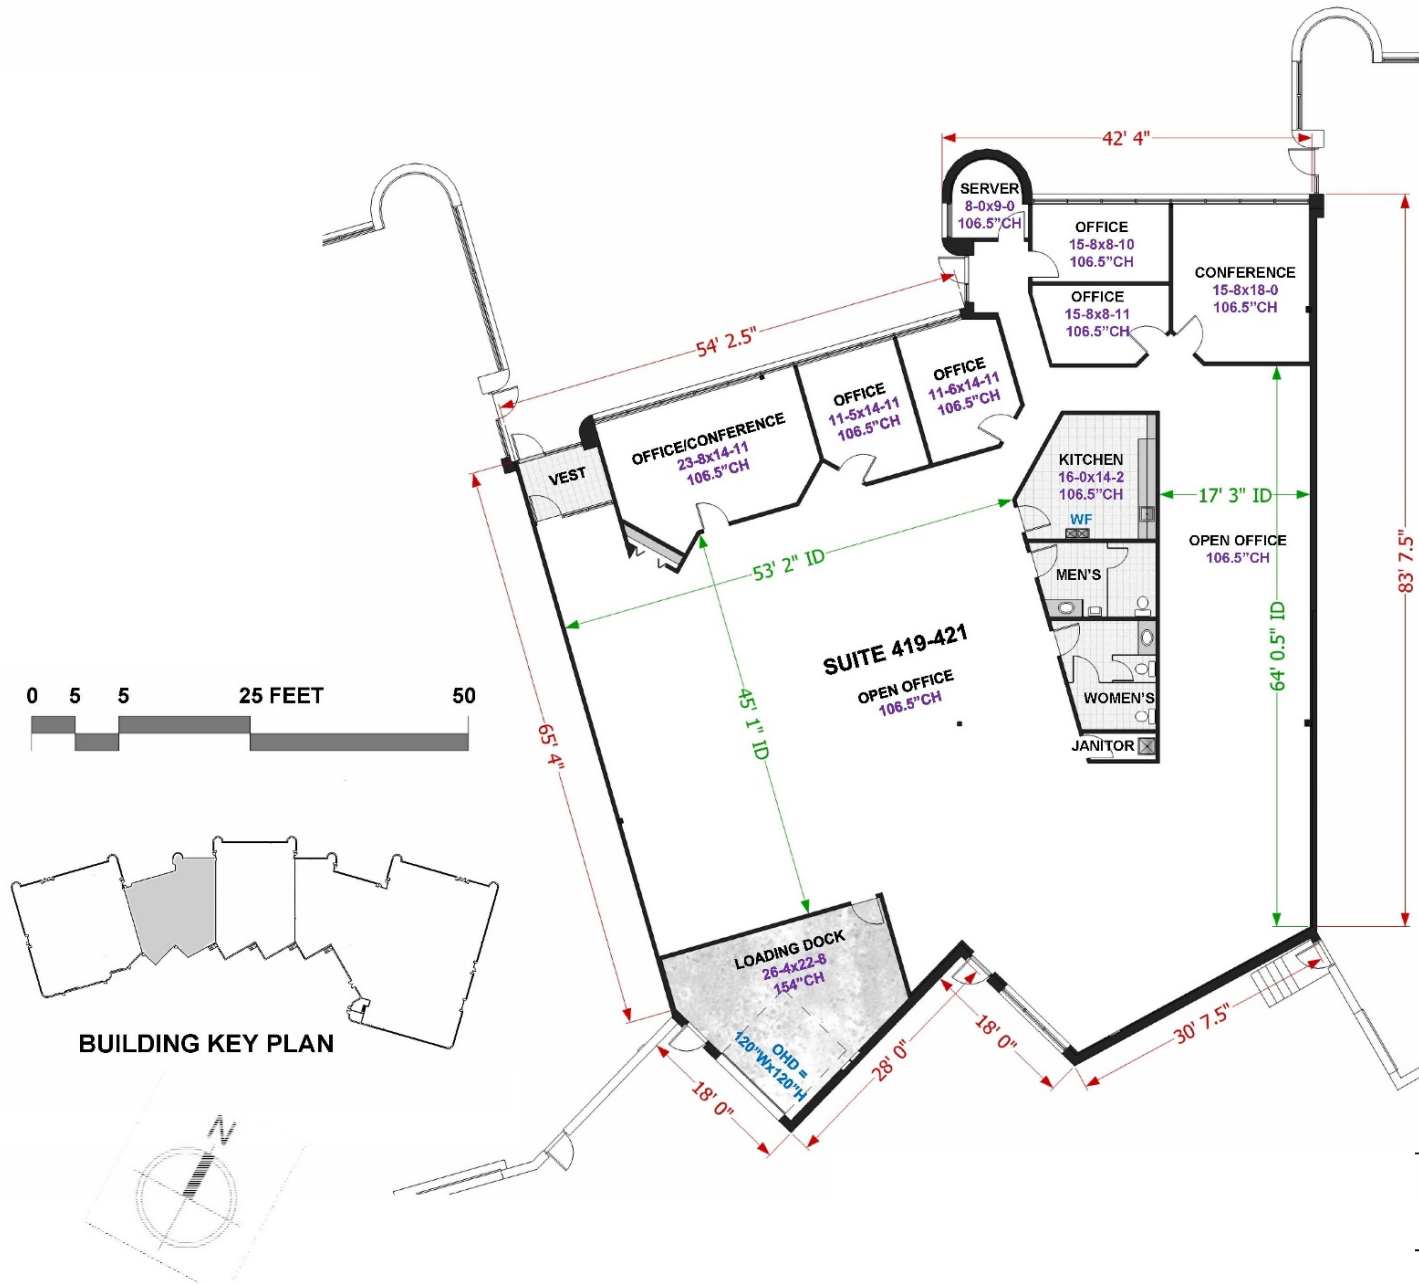 42' 4"
SERVER
8-0x9-0
106.5"CH
OFFICE
15-8x8-10
106.5"CH
CONFERENCE
15-8x18-0
106.5"CH
OFFICE
15-8x8-11
106.5"CH
54' 2.5"
OFFICE
11-6x14-11
106.5"CH
OFFICE
11-5x14-11
106.5"CH
OFFICE/CONFERENCE
23-8x14-11
106.5"CH
VEST
KITCHEN
16-0x14-2
106.5"CH
WF
17' 3" ID
OPEN OFFICE
106.5"CH
83' 7.5"
53' 2" ID
MEN'S
SUITE 419-421
OPEN OFFICE
106.5"CH
64' 0.5" ID
WOMEN'S
JANITOR
45' 1" ID
65' 4"
0 5 5 25 FEET 50
LOADING DOCK
26-4x22-8
154"CH
OHD =
120"Wx120"H
18' 0"
28' 0"
18' 0"
30' 7.5"
BUILDING KEY PLAN
N